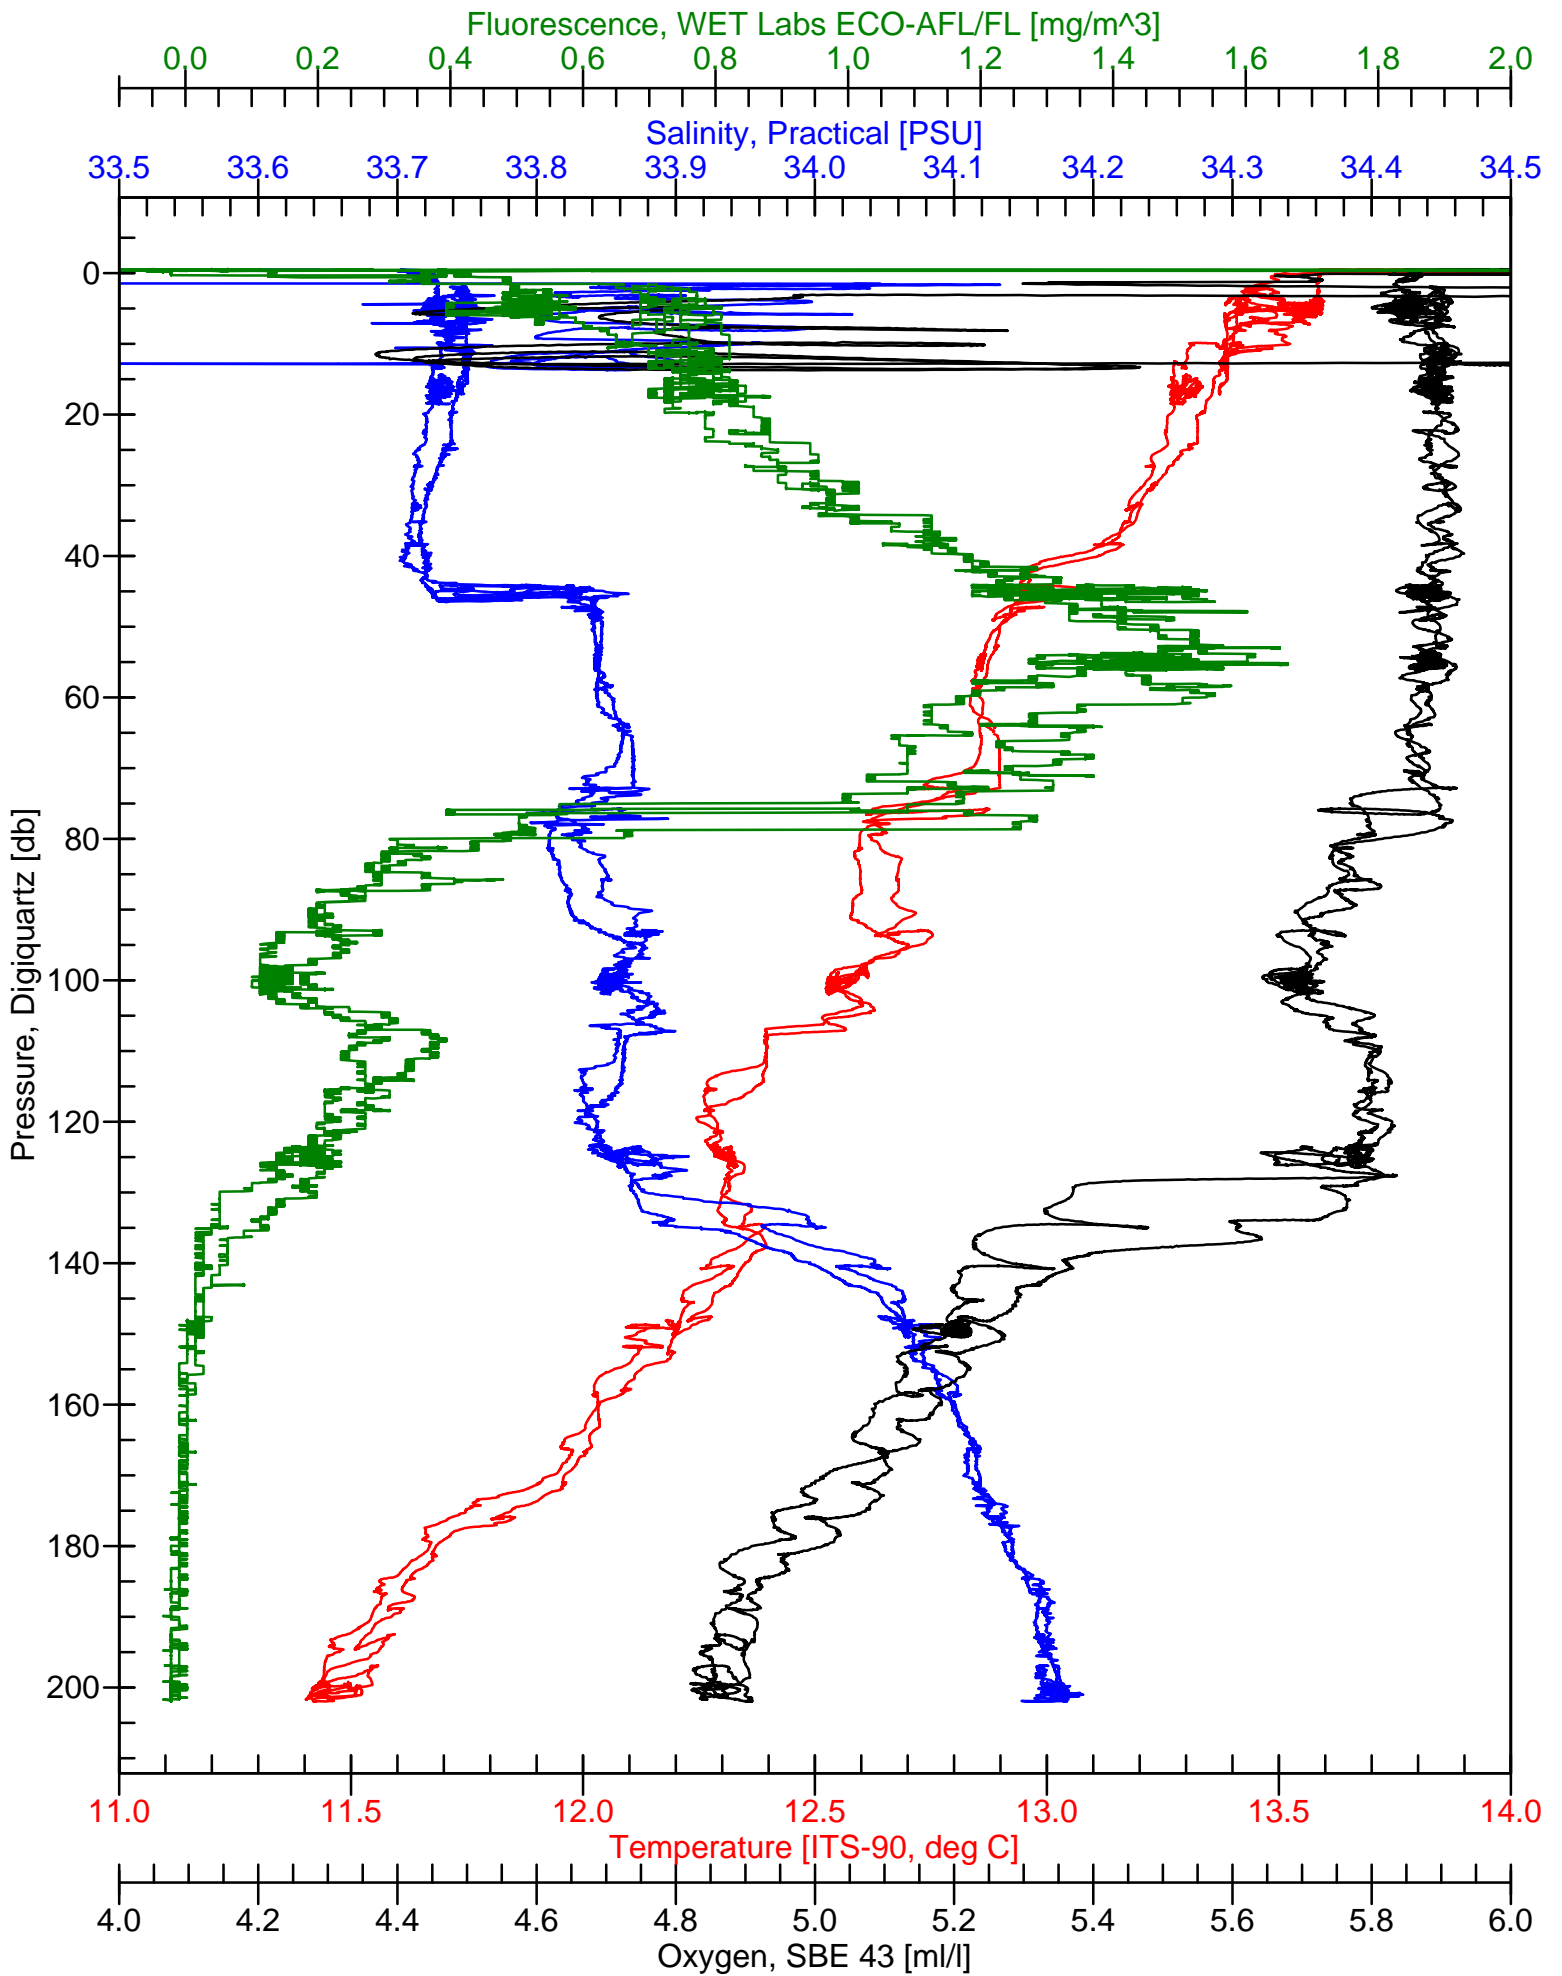 Fluorescence, WET Labs ECO-AFL/FL [mg/m^3]
0.0 0.2 0.4 0.6 0.8 1.0 1.2 1.4 1.6 1.8 2.0
Salinity, Practical [PSU]
33.5 33.6 33.7 33.8 33.9 34.0 34.1 34.2 34.3 34.4 34.5
Pressure, Digiquartz [db]
0
20
40
60
80
100
120
140
160
180
200
11.0 11.5 12.0 12.5 13.0 13.5 14.0
Temperature [ITS-90, deg C]
4.0 4.2 4.4 4.6 4.8 5.0 5.2 5.4 5.6 5.8 6.0
Oxygen, SBE 43 [ml/l]